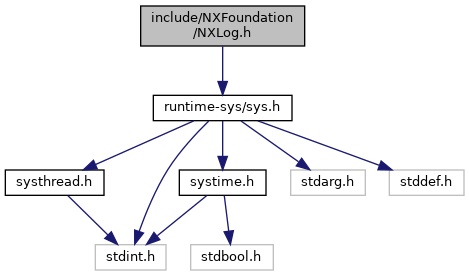 include/NXFoundation
/NXLog.h
runtime-sys/sys.h
systhread.h
systime.h
stdarg.h
stddef.h
stdint.h
stdbool.h